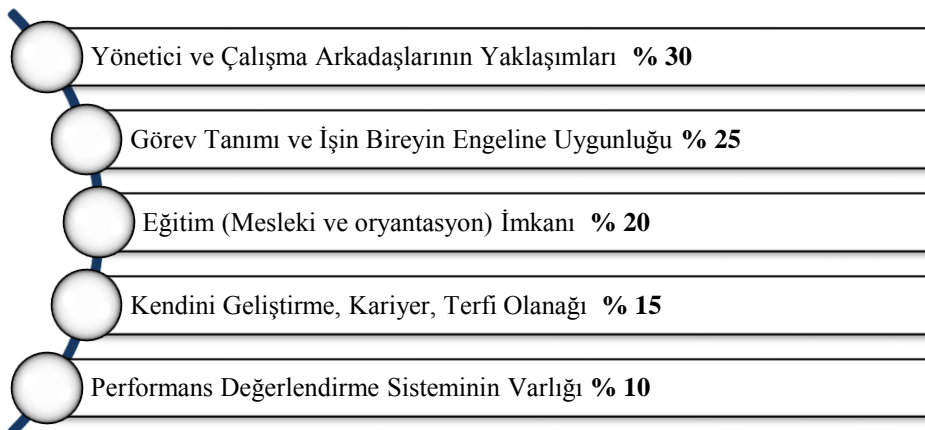 Yönetici ve Çalışma Arkadaşlarının Yaklaşımları % 30
Görev Tanımı ve İşin Bireyin Engeline Uygunluğu % 25
Eğitim (Mesleki ve oryantasyon) İmkanı % 20
Kendini Geliştirme, Kariyer, Terfi Olanağı % 15
Performans Değerlendirme Sisteminin Varlığı % 10